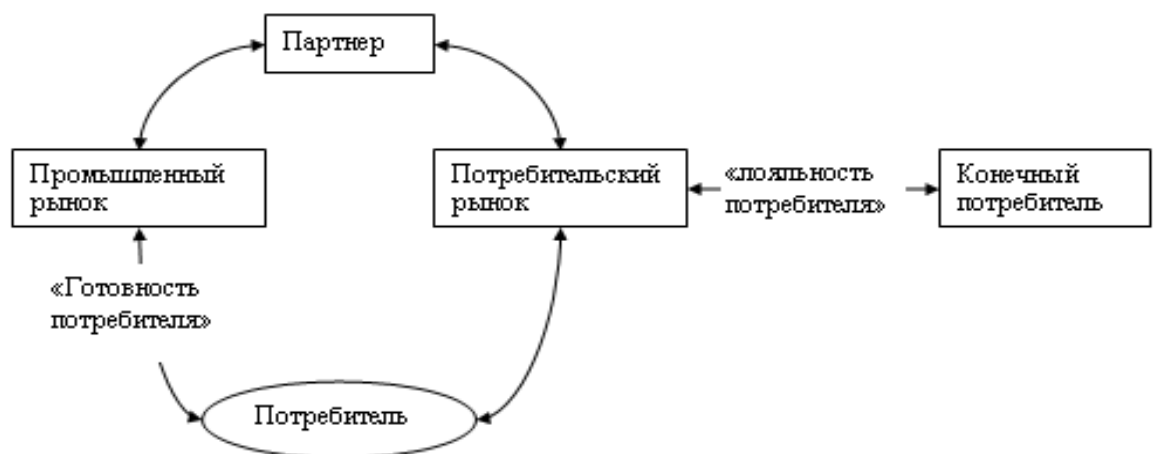 Партнер
Промышленный
рынок
Потребительский
рынок
«лояльность
потребителя»
Конечный
потребитель
«Готовность
потребителя»
Потребитель